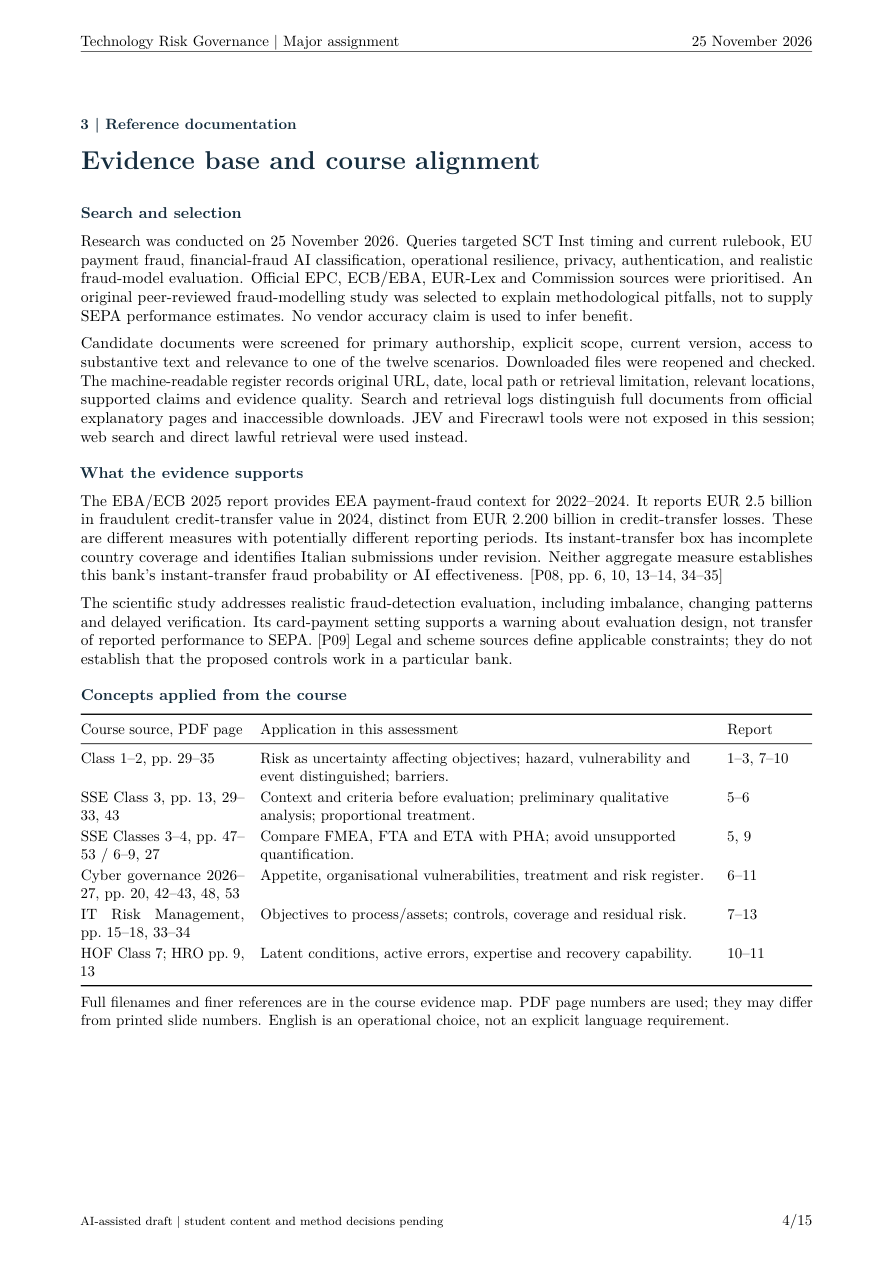 Technology Risk Governance | Major assignment
25 November 2026
3 | Reference documentation
Evidence base and course alignment
Search and selection
Research was conducted on 25 November 2026. Queries targeted SCT Inst timing and current rulebook, EU
payment fraud, financial-fraud AI classification, operational resilience, privacy, authentication, and realistic
fraud-model evaluation. Official EPC, ECB/EBA, EUR-Lex and Commission sources were prioritised. An
original peer-reviewed fraud-modelling study was selected to explain methodological pitfalls, not to supply
SEPA performance estimates. No vendor accuracy claim is used to infer benefit.
Candidate documents were screened for primary authorship, explicit scope, current version, access to
substantive text and relevance to one of the twelve scenarios. Downloaded files were reopened and checked.
The machine-readable register records original URL, date, local path or retrieval limitation, relevant locations,
supported claims and evidence quality. Search and retrieval logs distinguish full documents from official
explanatory pages and inaccessible downloads. JEV and Firecrawl tools were not exposed in this session;
web search and direct lawful retrieval were used instead.
What the evidence supports
The EBA/ECB 2025 report provides EEA payment-fraud context for 2022–2024. It reports EUR 2.5 billion
in fraudulent credit-transfer value in 2024, distinct from EUR 2.200 billion in credit-transfer losses. These
are different measures with potentially different reporting periods. Its instant-transfer box has incomplete
country coverage and identifies Italian submissions under revision. Neither aggregate measure establishes
this bank's instant-transfer fraud probability or AI effectiveness. [P08, pp. 6, 10, 13–14, 34–35]
The scientific study addresses realistic fraud-detection evaluation, including imbalance, changing patterns
and delayed verification. Its card-payment setting supports a warning about evaluation design, not transfer
of reported performance to SEPA. [P09] Legal and scheme sources define applicable constraints; they do not
establish that the proposed controls work in a particular bank.
Concepts applied from the course
Course source, PDF page Application in this assessment Report
Class 1–2, pp. 29–35 Risk as uncertainty affecting objectives; hazard, vulnerability and 1–3, 7–10
event distinguished; barriers.
SSE Class 3, pp. 13, 29– Context and criteria before evaluation; preliminary qualitative 5–6
33, 43 analysis; proportional treatment.
SSE Classes 3–4, pp. 47– Compare FMEA, FTA and ETA with PHA; avoid unsupported 5, 9
53 / 6–9, 27 quantification.
Cyber governance 2026– Appetite, organisational vulnerabilities, treatment and risk register. 6–11
27, pp. 20, 42–43, 48, 53
IT Risk Management, Objectives to process/assets; controls, coverage and residual risk. 7–13
pp. 15–18, 33–34
HOF Class 7; HRO pp. 9, Latent conditions, active errors, expertise and recovery capability. 10–11
13
Full filenames and finer references are in the course evidence map. PDF page numbers are used; they may differ
from printed slide numbers. English is an operational choice, not an explicit language requirement.
AI-assisted draft | student content and method decisions pending
4/15